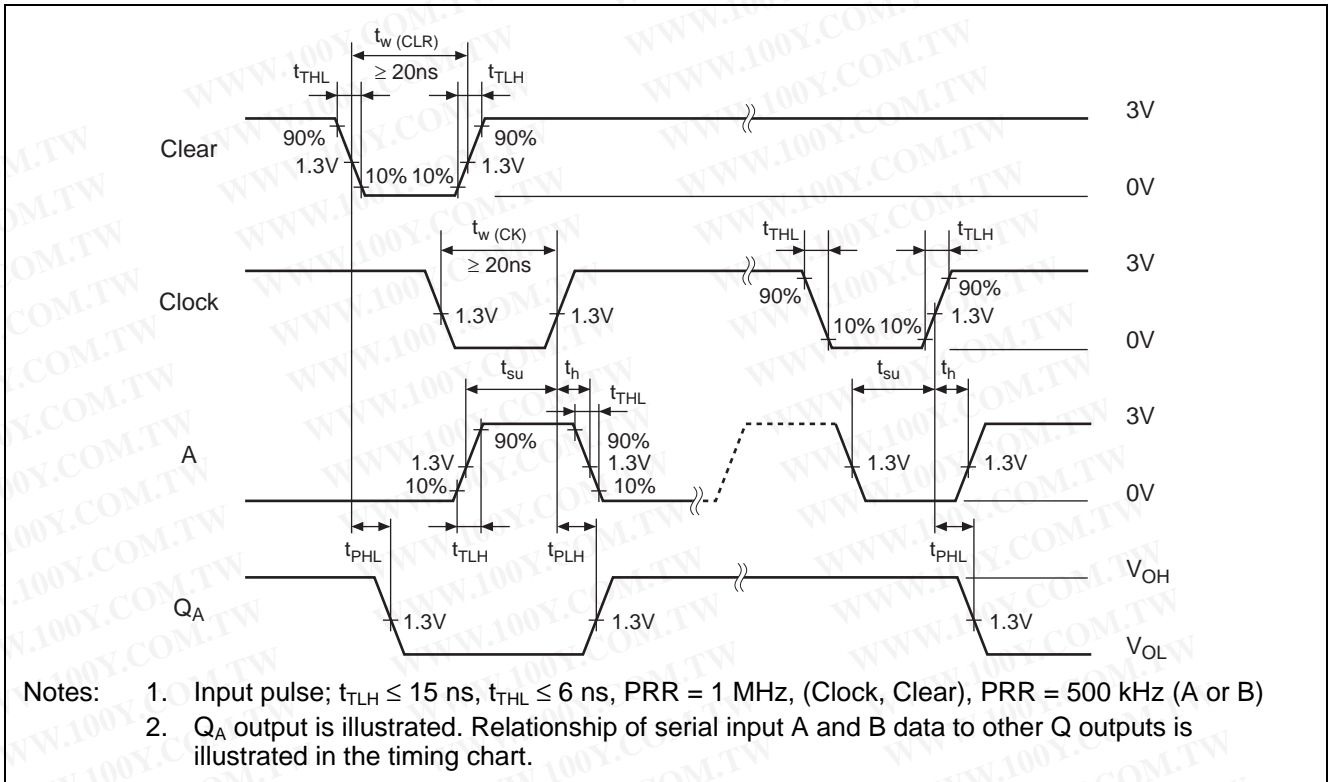 t_w (CLR)
t_THL ≥ 20ns t_TLH
3V
90% 90%
Clear
1.3V 10% 10% 1.3V
0V
t_w (CK) t_THL t_TLH
≥ 20ns
3V
90% 90%
Clock
1.3V 1.3V 10% 10% 1.3V
0V
t_su t_h t_su t_h
t_THL
3V
90% 90%
A
1.3V 1.3V 1.3V 1.3V
10% 10%
0V
t_PHL t_TLH t_PLH t_PHL
V_OH
Q_A
1.3V 1.3V 1.3V
V_OL
Notes: 1. Input pulse; t_TLH ≤ 15 ns, t_THL ≤ 6 ns, PRR = 1 MHz, (Clock, Clear), PRR = 500 kHz (A or B)
2. Q_A output is illustrated. Relationship of serial input A and B data to other Q outputs is
illustrated in the timing chart.
WWW.100Y.COM.TW